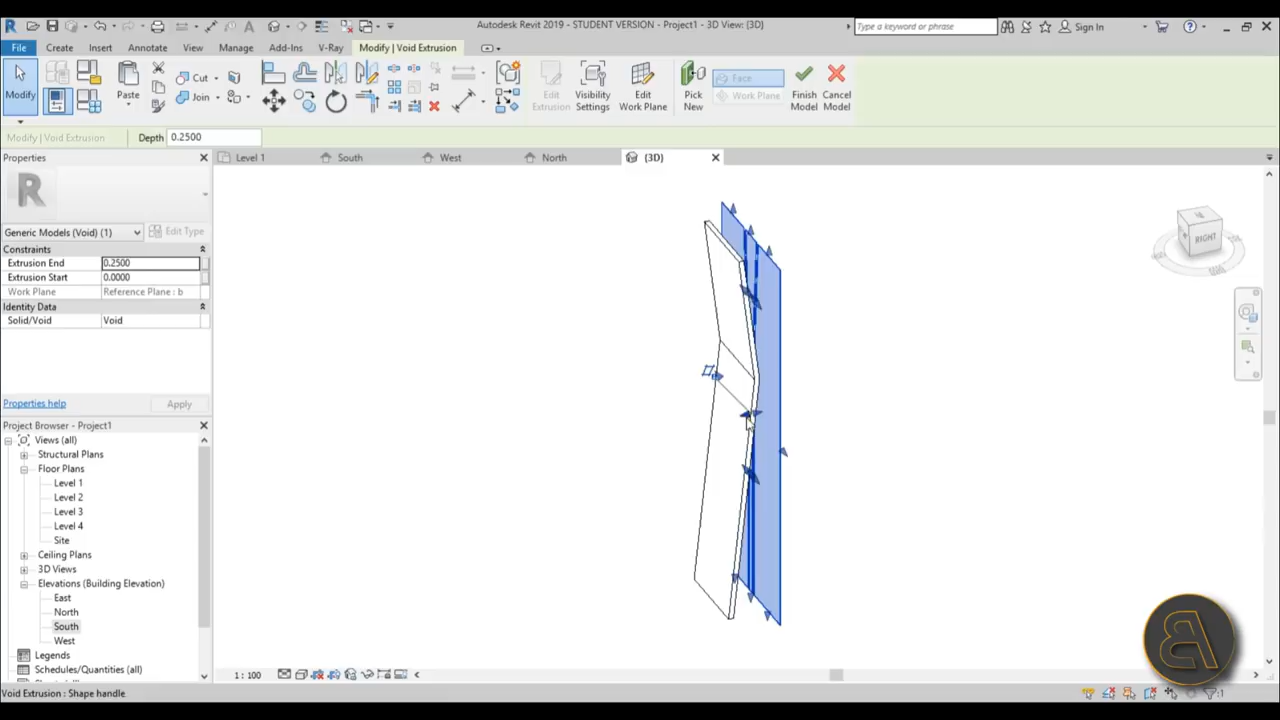 Autodesk Revit 2019 - STUDENT VERSION - Project1 - 3D View: {3D}
Type a keyword or phrase
Sign In
File
Create
Insert
Annotate
View
Manage
Add-Ins
V-Ray
Modify | Void Extrusion
Modify
Paste
Cut
Join
Edit Extrusion
Visibility Settings
Edit Work Plane
Pick New
Face
Work Plane
Finish Model
Cancel Model
Modify | Void Extrusion
Depth 0.2500
Properties
Level 1
South
West
North
{3D}
R
Generic Models (Void) (1)
Edit Type
Constraints
Extrusion End 0.2500
Extrusion Start 0.0000
Work Plane Reference Plane : b
Identity Data
Solid/Void Void
RIGHT
Properties help
Apply
Project Browser - Project1
Views (all)
Structural Plans
Floor Plans
Level 1
Level 2
Level 3
Level 4
Site
Ceiling Plans
3D Views
Elevations (Building Elevation)
East
North
South
West
Legends
Schedules/Quantities (all)
1 : 100
Void Extrusion : Shape handle
:1